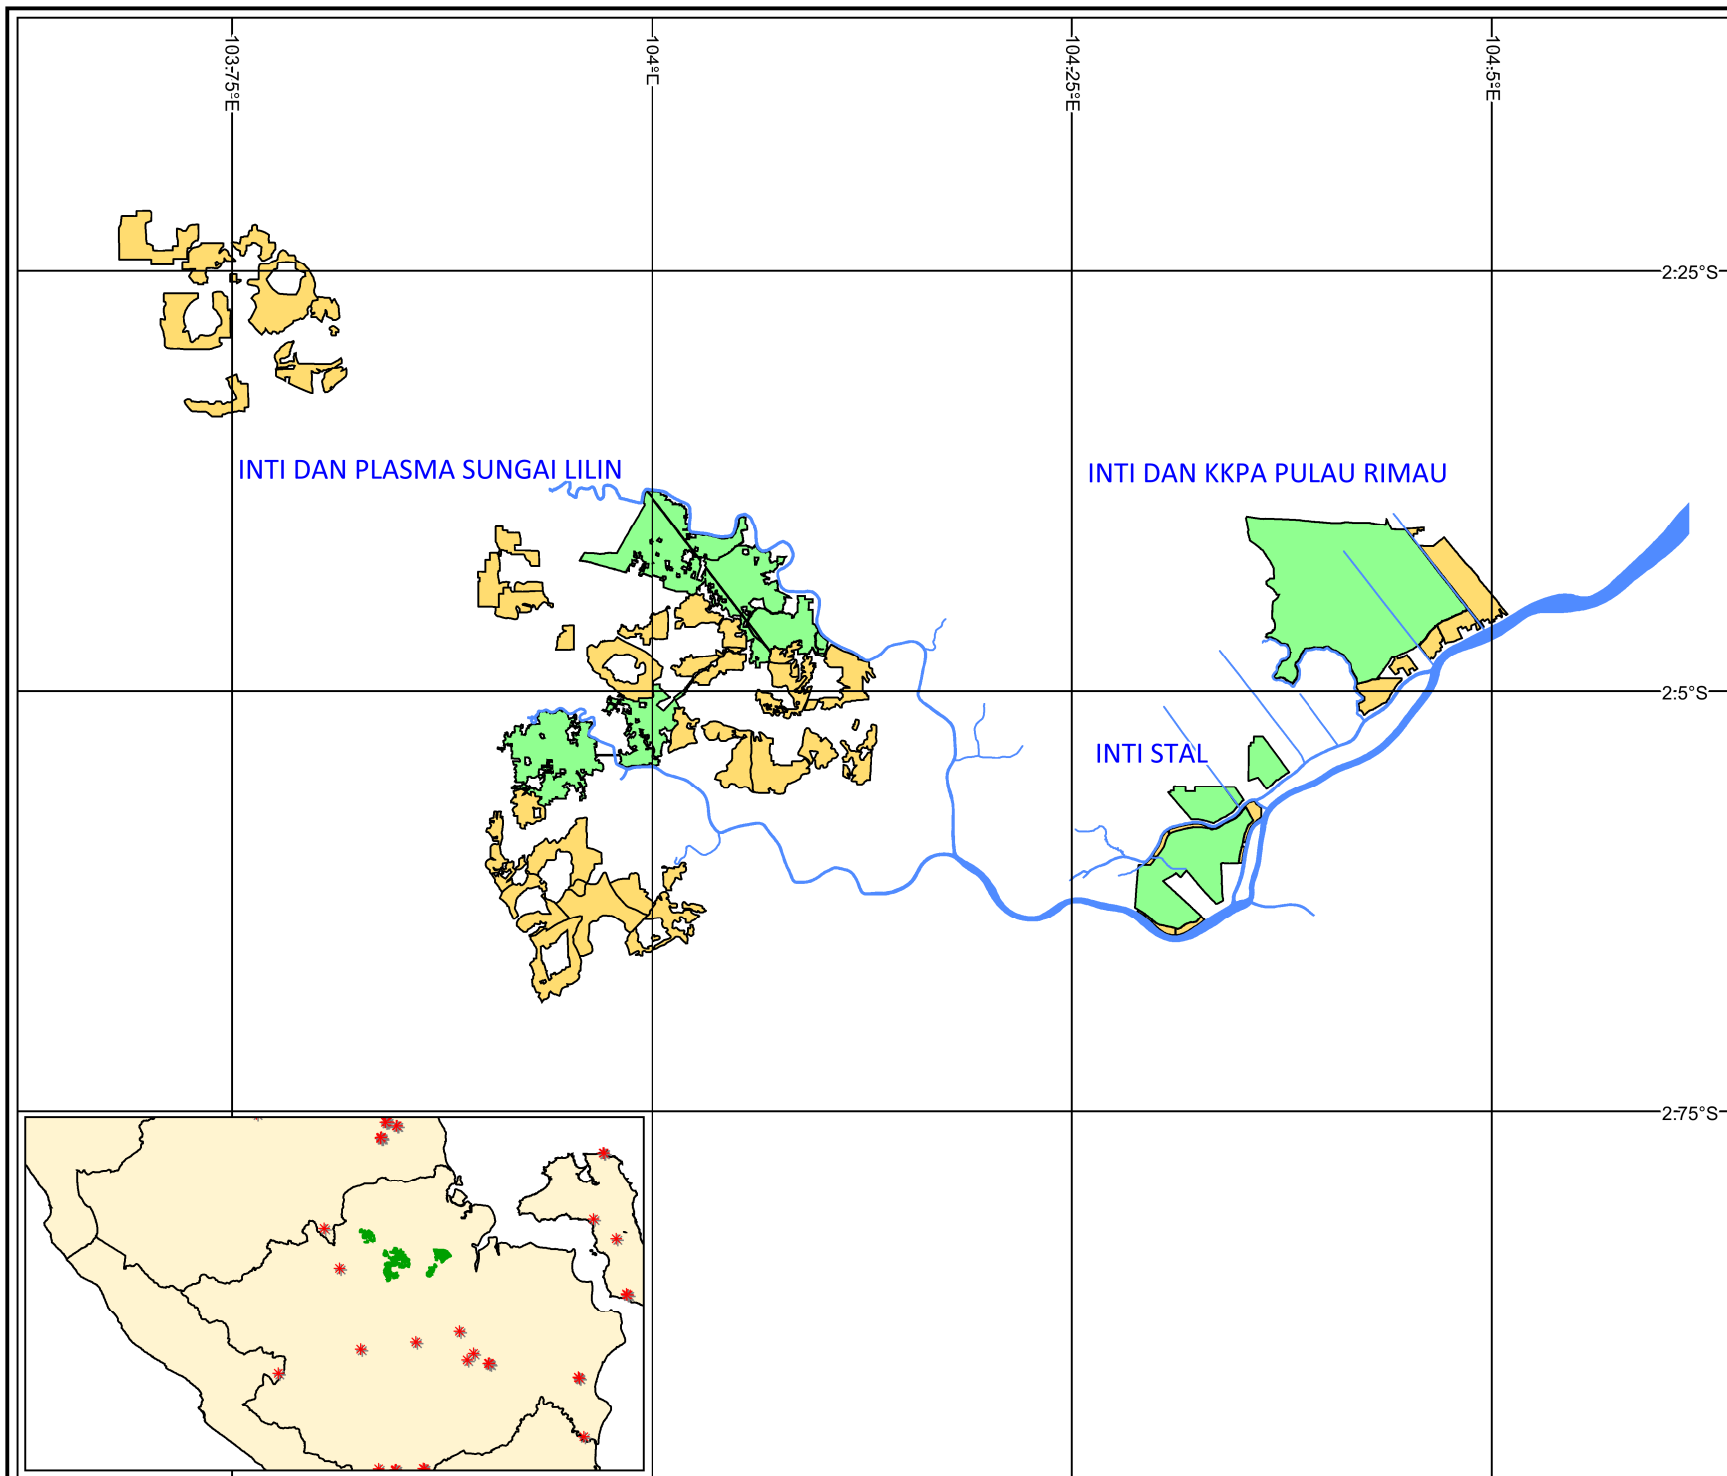 103.75°E
104°E
104.25°E
104.5°E
2.25°S
INTI DAN PLASMA SUNGAI LILIN
INTI DAN KKPA PULAU RIMAU
2.5°S
INTI STAL
2.75°S